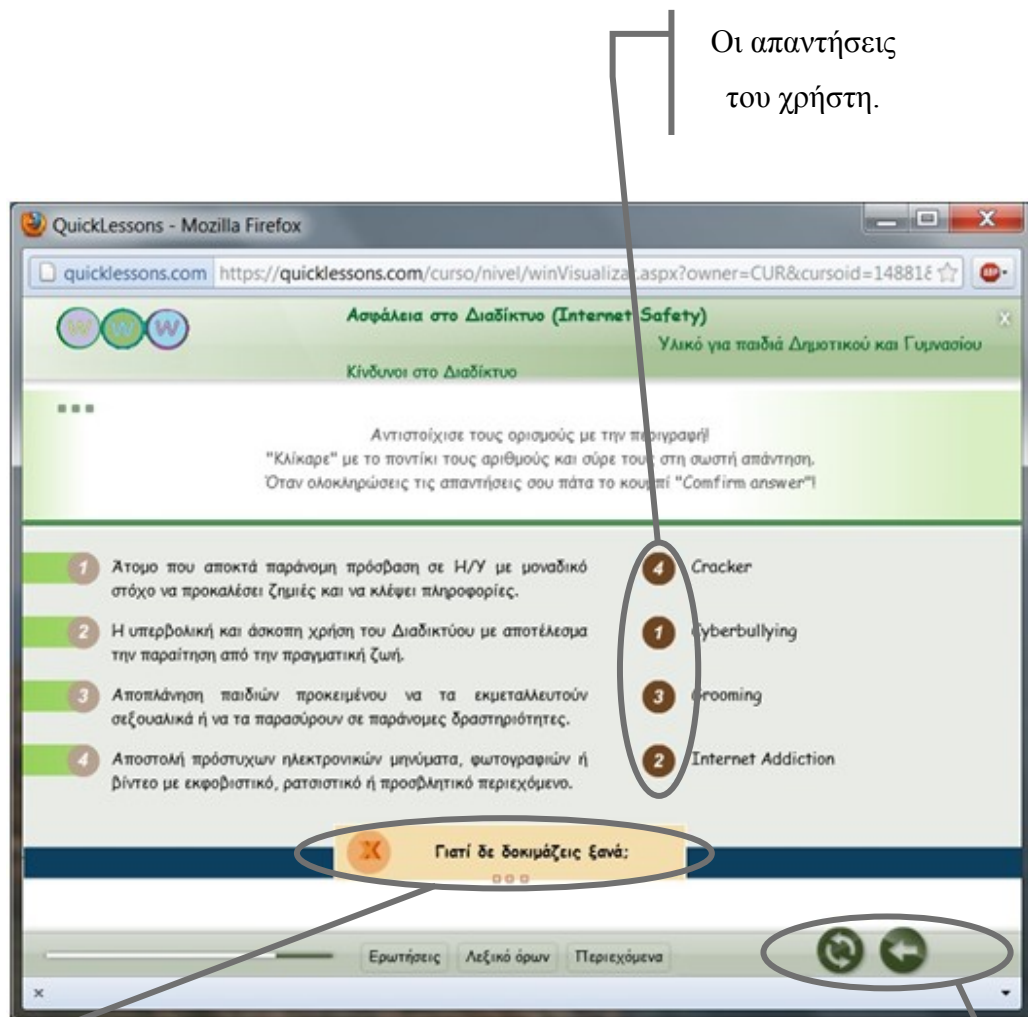 Οι απαντήσεις
του χρήστη.
QuickLessons - Mozilla Firefox
quicklessons.com https://quicklessons.com/curso/nivel/winVisualizar.aspx?owner=CUR&cursoid=148818
W W W
Ασφάλεια στο Διαδίκτυο (Internet Safety)
Υλικό για παιδιά Δημοτικού και Γυμνασίου
Κίνδυνοι στο Διαδίκτυο
Αντιστοίχισε τους ορισμούς με την περιγραφή!
"Κλίκαρε" με το ποντίκι τους αριθμούς και σύρε τους στη σωστή απάντηση.
Όταν ολοκληρώσεις τις απαντήσεις σου πάτα το κουμπί "Comfirm answer"!
1 Άτομο που αποκτά παράνομη πρόσβαση σε Η/Υ με μοναδικό
στόχο να προκαλέσει ζημιές και να κλέψει πληροφορίες.
4 Cracker
2 Η υπερβολική και άσκοπη χρήση του Διαδικτύου με αποτέλεσμα
την παραίτηση από την πραγματική ζωή.
1 Cyberbullying
3 Αποπλάνηση παιδιών προκειμένου να τα εκμεταλλευτούν
σεξουαλικά ή να τα παρασύρουν σε παράνομες δραστηριότητες.
3 Grooming
4 Αποστολή πρόστυχων ηλεκτρονικών μηνύματα, φωτογραφιών ή
βίντεο με εκφοβιστικό, ρατσιστικό ή προσβλητικό περιεχόμενο.
2 Internet Addiction
Γιατί δε δοκιμάζεις ξανά;
Ερωτήσεις Λεξικό όρων Περιεχόμενα